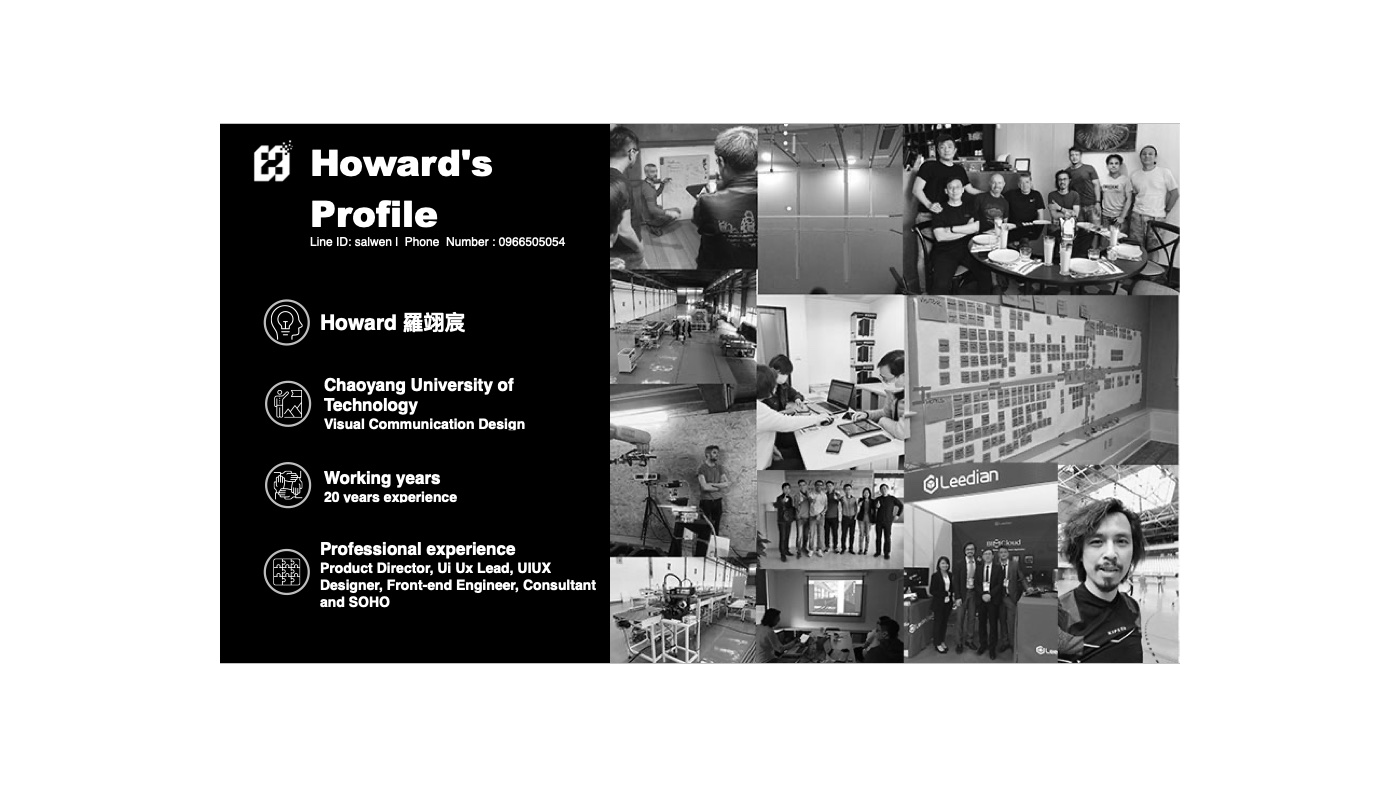 Howard's
Profile
Line ID: salwen l Phone Number : 0966505054
Howard 羅翊宸
Chaoyang University of
Technology
Visual Communication Design
Working years
20 years experience
Professional experience
Product Director, Ui Ux Lead, UIUX
Designer, Front-end Engineer, Consultant
and SOHO
Leedian
Cloud